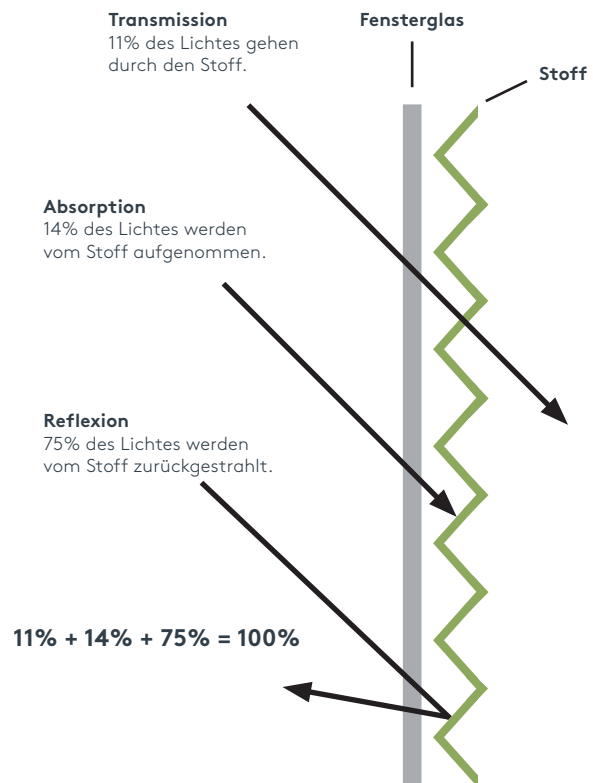 Transmission
11% des Lichtes gehen
durch den Stoff.
Fensterglas
Stoff
Absorption
14% des Lichtes werden
vom Stoff aufgenommen.
Reflexion
75% des Lichtes werden
vom Stoff zurückgestrahlt.
11% + 14% + 75% = 100%